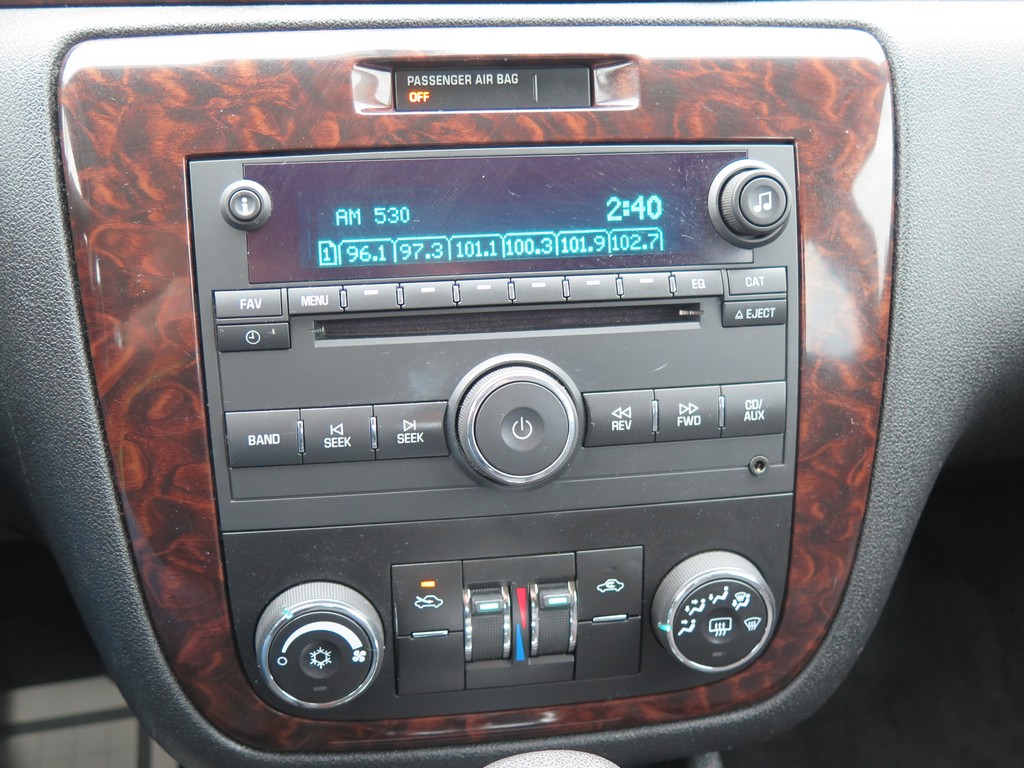 PASSENGER AIR BAG
OFF
i
AM 530
2:40
1 96.1 97.3 101.1 100.3 101.9 102.7
FAV
MENU
EQ
CAT
EJECT
BAND
SEEK
SEEK
REV
FWD
CD/
AUX